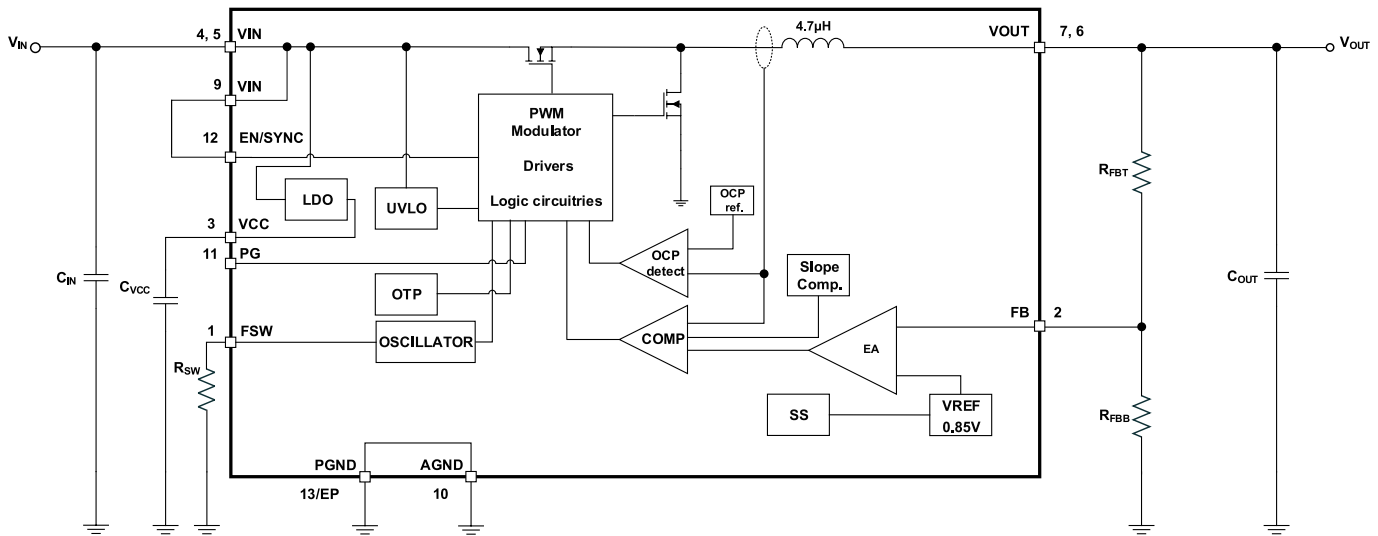 4.7µH
VIN
4, 5
VIN
VOUT
7, 6
VOUT
9
VIN
12
EN/SYNC
PWM
Modulator
Drivers
Logic circuitries
RFBT
LDO
UVLO
OCP
ref.
3
VCC
11
PG
OCP
detect
Slope
Comp.
CIN
CVCC
OTP
COUT
1
FSW
OSCILLATOR
COMP
EA
FB
2
RSW
SS
VREF
0.85V
RFBB
PGND
AGND
13/EP
10